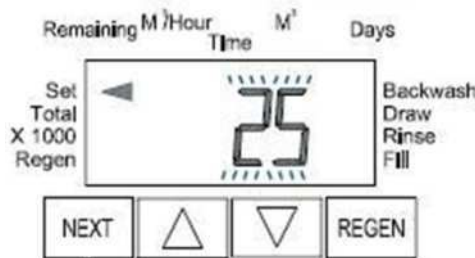 Remaining M³/Hour M³ Days
Time
Set
Total
X 1000
Regen
25
Backwash
Draw
Rinse
Fill
NEXT
REGEN